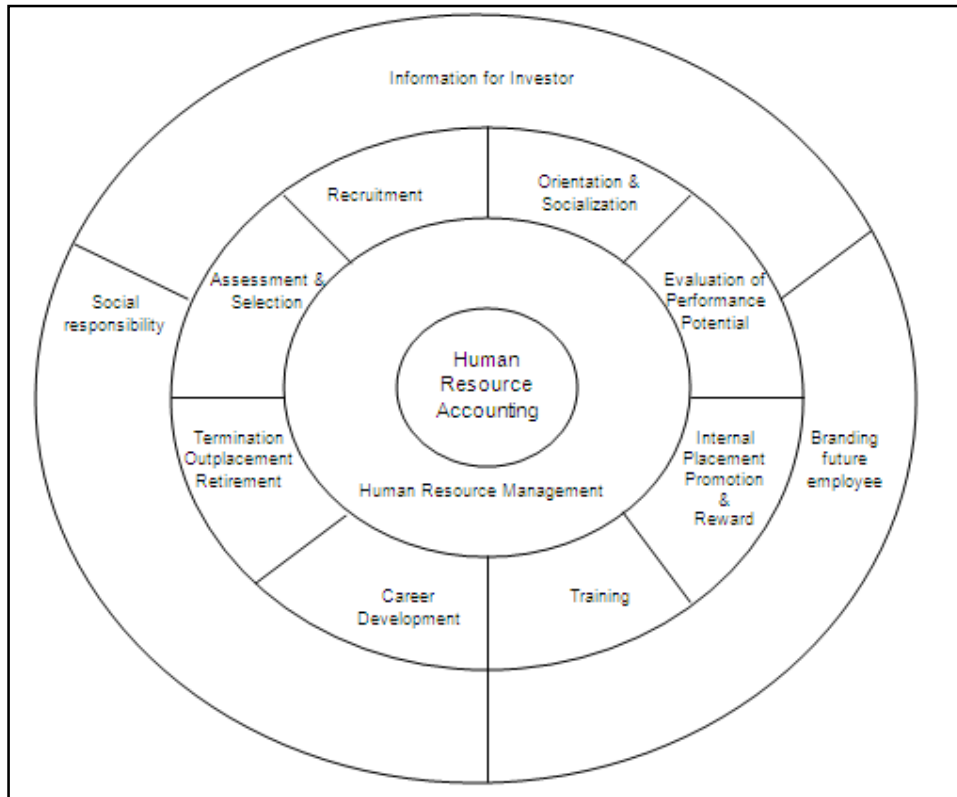 Information for Investor
Recruitment
Orientation &
Socialization
Assessment &
Selection
Evaluation of
Performance
Potential
Social
responsibility
Human
Resource
Accounting
Termination
Outplacement
Retirement
Internal
Placement
Promotion
&
Reward
Branding
future
employee
Human Resource Management
Career
Development
Training